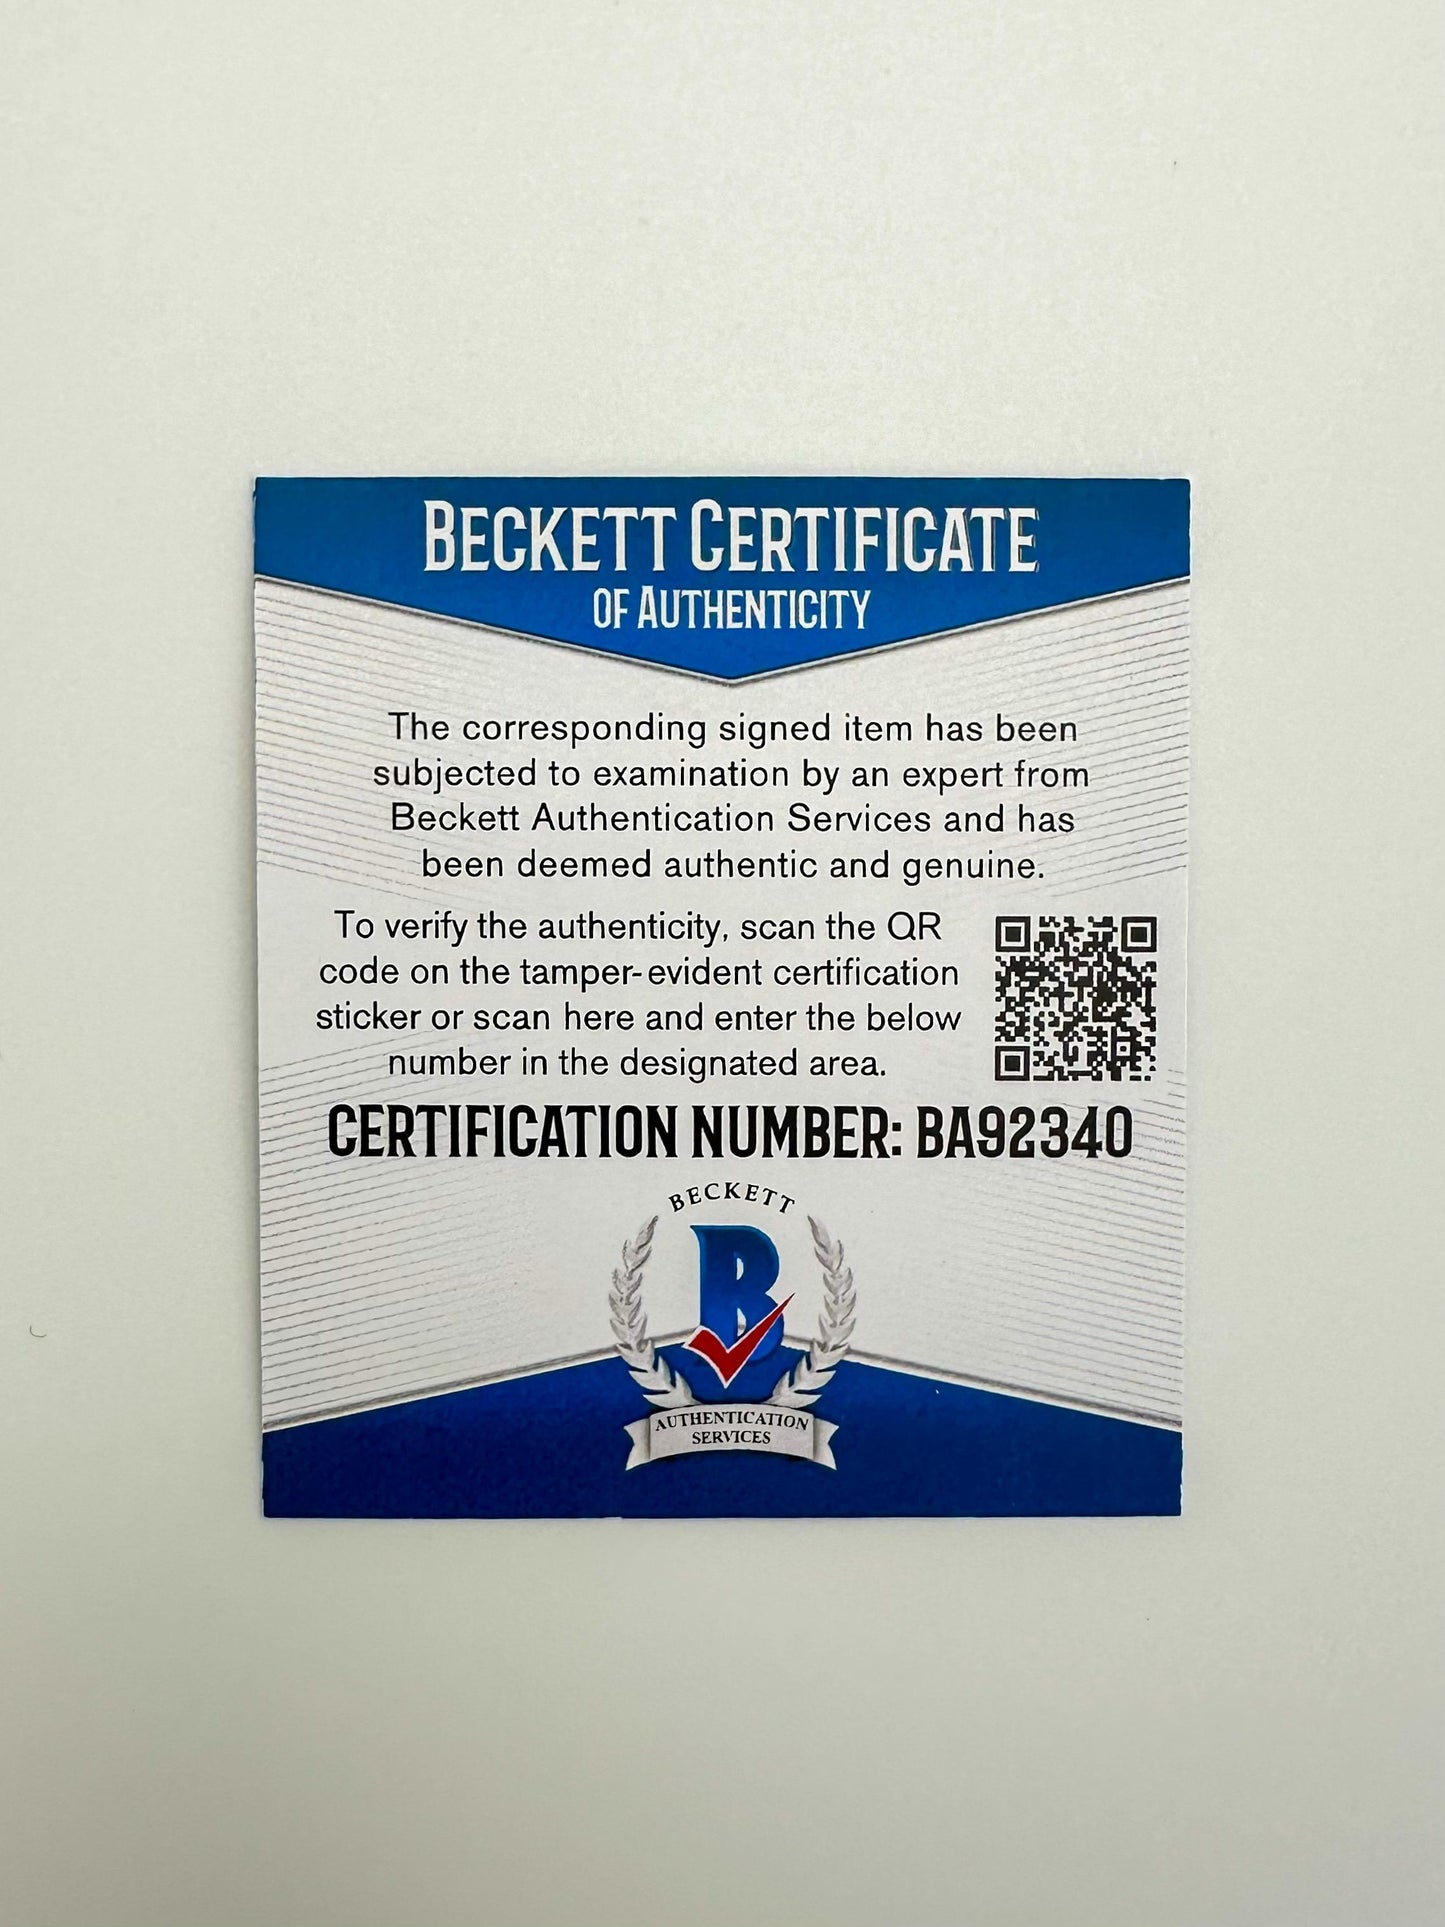 BECKETT CERTIFICATE
OF AUTHENTICITY
The corresponding signed item has been
subjected to examination by an expert from
Beckett Authentication Services and has
been deemed authentic and genuine.
To verify the authenticity, scan the QR
code on the tamper-evident certification
sticker or scan here and enter the below
number in the designated area.
CERTIFICATION NUMBER: BA92340
BECKETT
B
AUTHENTICATION
SERVICES